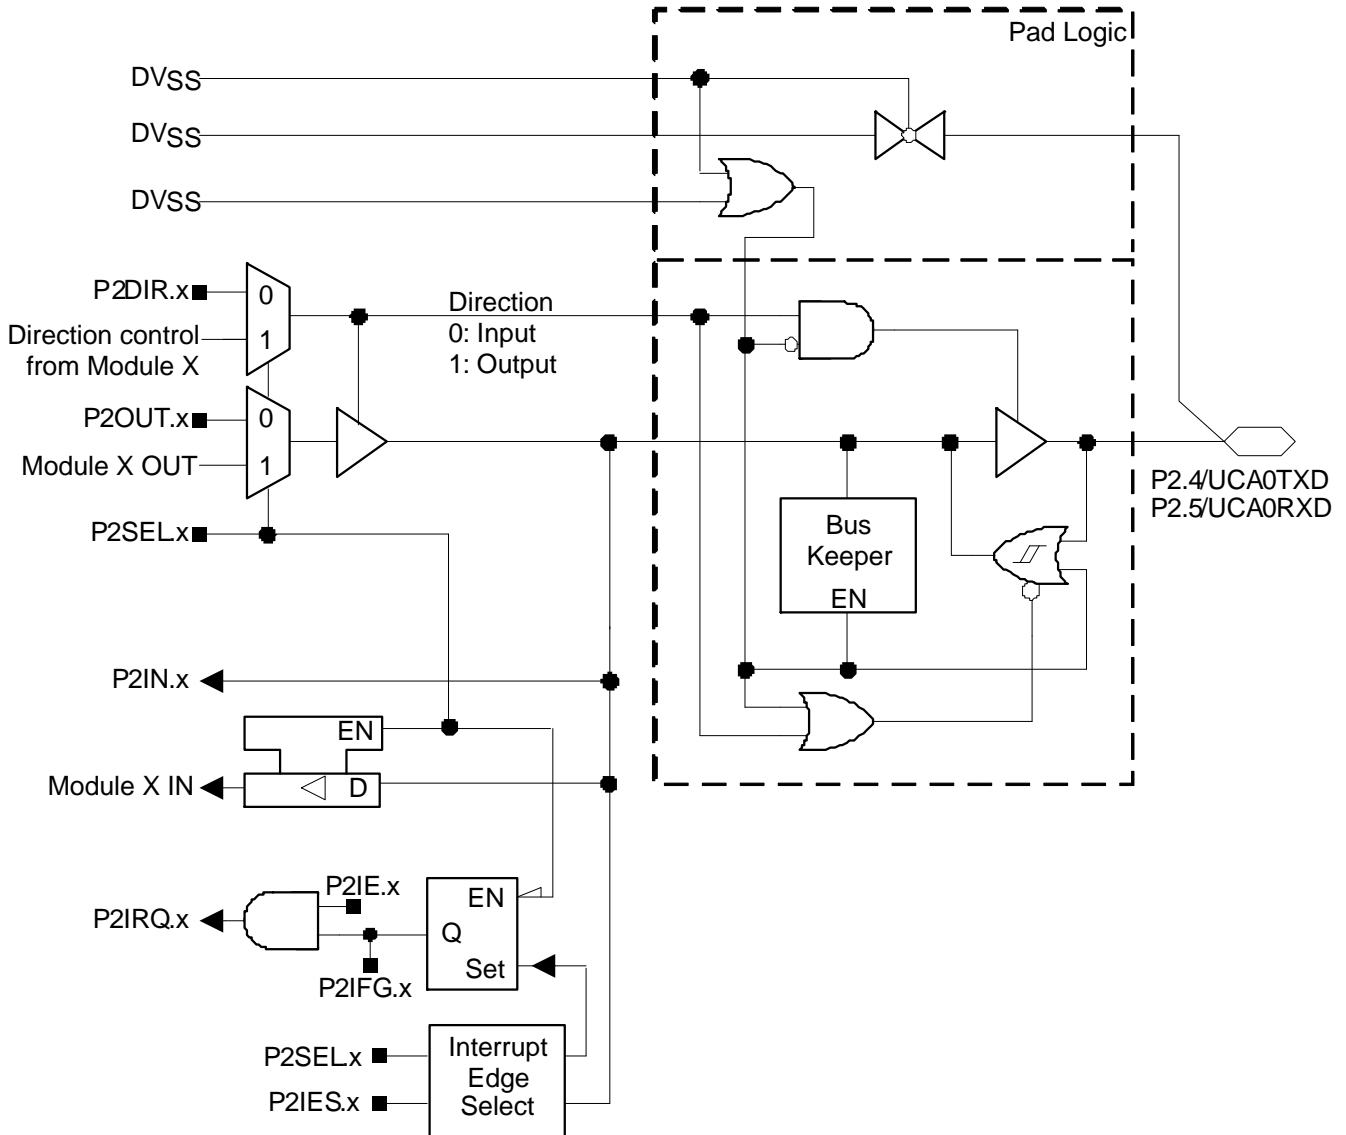 Pad Logic
DVSS
DVSS
DVSS
P2DIR.x
0
1
Direction control
from Module X
Direction
0: Input
1: Output
P2OUT.x
0
1
Module X OUT
P2SEL.x
P2.4/UCA0TXD
P2.5/UCA0RXD
Bus
Keeper
EN
P2IN.x
EN
D
Module X IN
P2IE.x
P2IRQ.x
EN
Q
Set
P2IFG.x
P2SEL.x
P2IES.x
Interrupt
Edge
Select